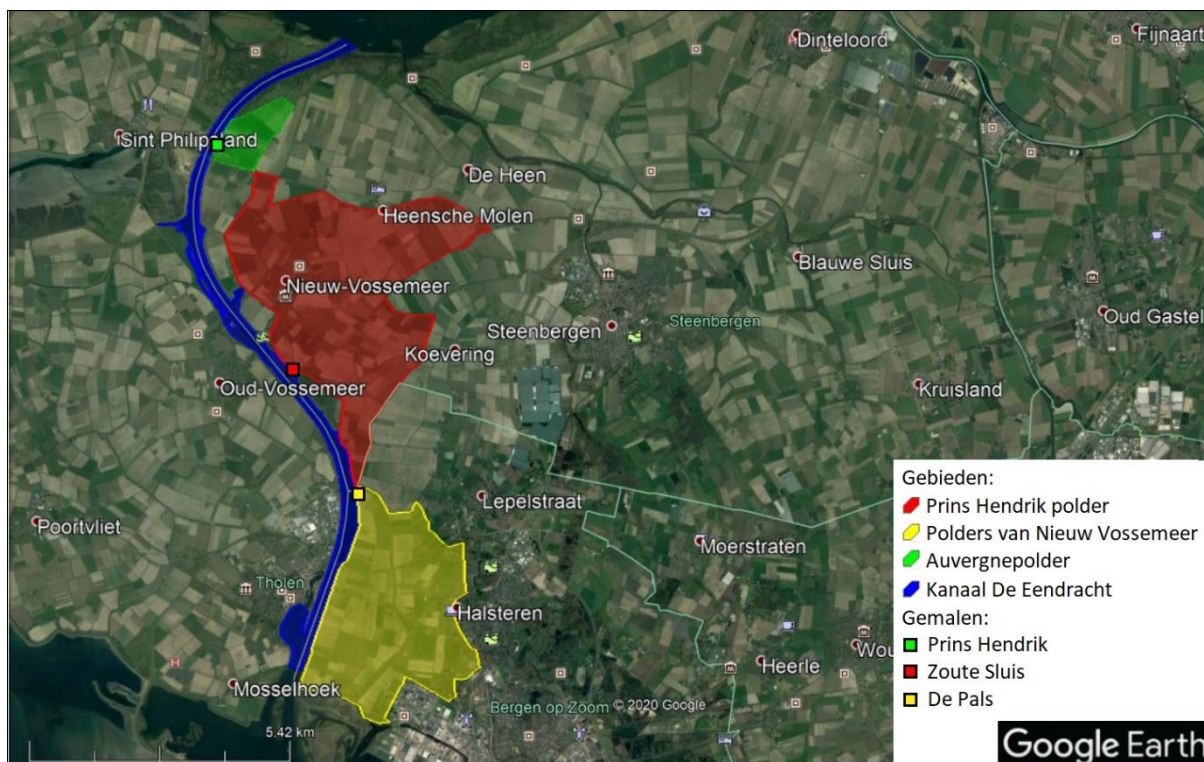 Dinteloord
Fijnaart
Sint Philipsland
De Heen
Heensche Molen
Blauwe Sluis
Nieuw-Vossemeer
Steenbergen
Steenbergen
Oud Gastel
Koevering
Oud-Vossemeer
Kruisland
Gebieden:
Prins Hendrik polder
Polders van Nieuw Vossemeer
Auvergnepolder
Kanaal De Eendracht
Gemalen:
Prins Hendrik
Zoute Sluis
De Pals
Lepelstraat
Poortvliet
Moerstraten
Tholen
Halsteren
Wou
Heerle
Mosselhoek
Bergen op Zoom
© 2020 Google
5.42 km
Google Earth